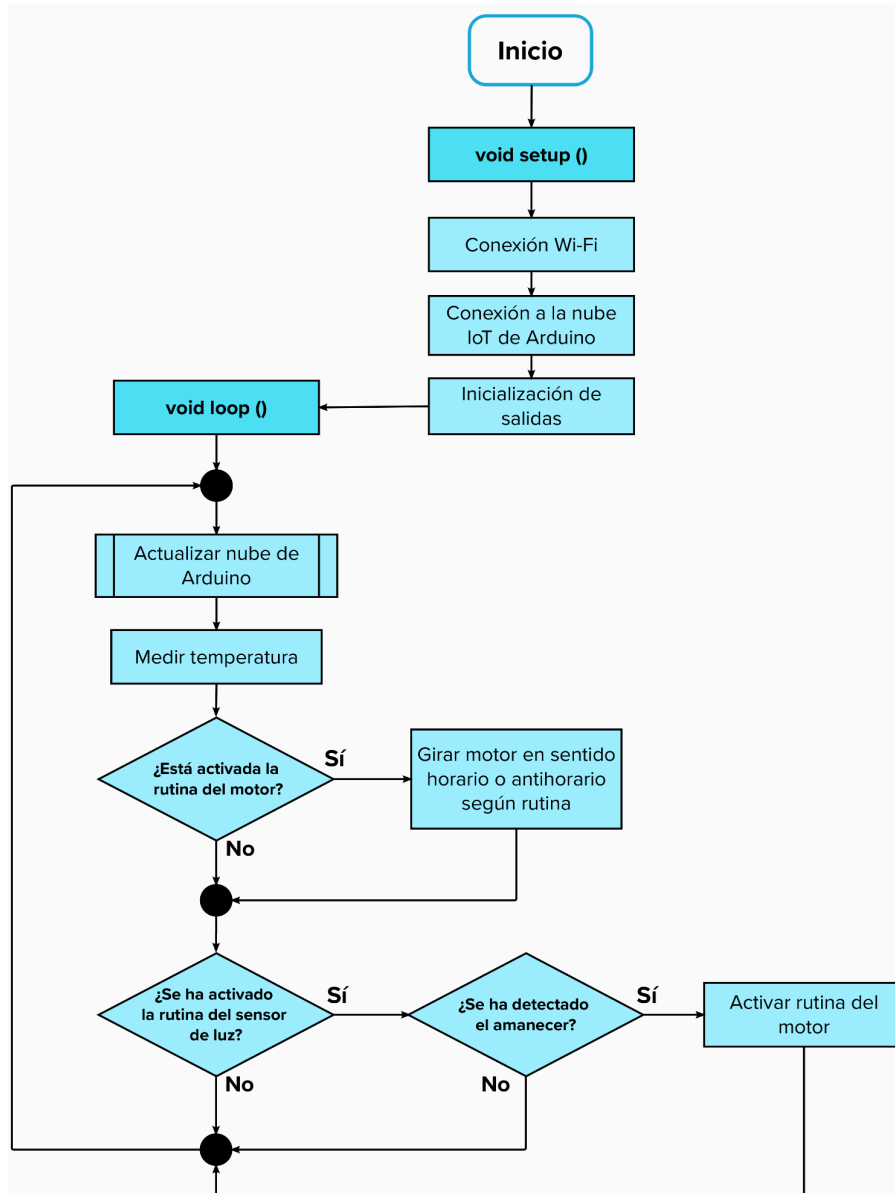 Inicio
void setup ()
Conexión Wi-Fi
Conexión a la nube
IoT de Arduino
Inicialización de
salidas
void loop ()
Actualizar nube de
Arduino
Medir temperatura
¿Está activada la
rutina del motor?
Sí
Girar motor en sentido
horario o antihorario
según rutina
No
¿Se ha activado
la rutina del sensor
de luz?
Sí
¿Se ha detectado
el amanecer?
Sí
Activar rutina del
motor
No
No